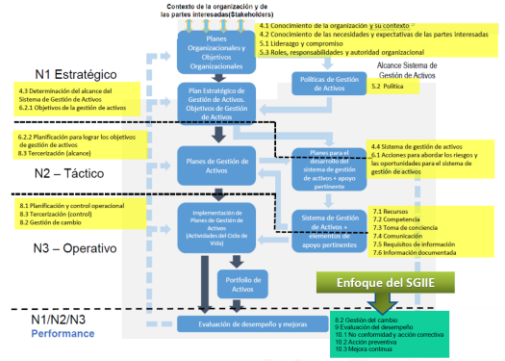 Contexto de la organización y de
las partes interesadas(Stakeholders)
4.1 Conocimiento de la organización y su contexto
4.2 Conocimiento de las necesidades y expectativas de las partes interesadas
5.1 Liderazgo y compromiso
5.3 Roles, responsabilidades y autoridad organizacional
Planes
Organizacionales y
Objetivos
Organizacionales
Alcance Sistema de
Gestión de Activos
N1 Estratégico
Políticas de Gestión
de Activos
5.2 Política
4.3 Determinación del alcance del
Sistema de Gestión de Activos
6.2.1 Objetivos de la gestión de activos
Plan Estratégico de
Gestión de Activos.
Objetivos de Gestión
de Activos
6.2.2 Planificación para lograr los objetivos
de gestión de activos
8.3 Tercerización (alcance)
4.4 Sistema de gestión de activos
6.1 Acciones para abordar los riesgos y
las oportunidades para el sistema de
gestión de activos
Planes de Gestión de
Activos
Planes para el
desarrollo del
sistema de gestión
de activos + apoyo
pertinente
N2 – Táctico
8.1 Planificación y control operacional
8.3 Tercerización (control)
8.2 Gestión de cambio
Implementación de
Planes de Gestión de
Activos
(Actividades del Ciclo de
Vida)
Sistema de Gestión
de Activos +
elementos de
apoyo pertinentes
7.1 Recursos
7.2 Competencia
7.3 Toma de conciencia
7.4 Comunicación
7.5 Requisitos de información
7.6 Información documentada
N3 – Operativo
Portfolio de
Activos
Enfoque del SGIIE
N1/N2/N3
Performance
Evaluación de desempeño y mejoras
8.2 Gestión del cambio
9 Evaluación del desempeño
10.1 No conformidad y acción correctiva
10.2 Acción preventiva
10.3 Mejora continua